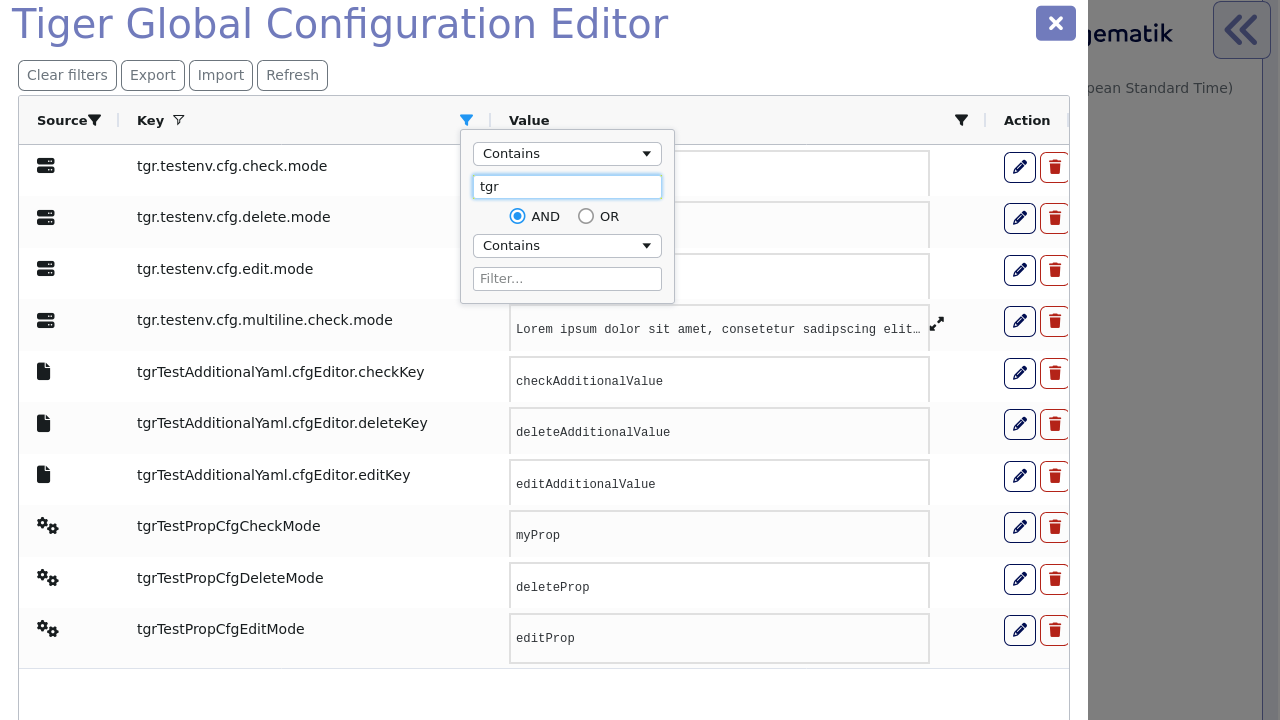 Tiger Global Configuration Editor
gematik
Clear filters Export Import Refresh
pean Standard Time)
Source Key Value Action
Contains
tgr
AND OR
Contains
Filter...
tgr.testenv.cfg.check.mode
tgr.testenv.cfg.delete.mode
tgr.testenv.cfg.edit.mode
tgr.testenv.cfg.multiline.check.mode Lorem ipsum dolor sit amet, consetetur sadipscing elit…
tgrTestAdditionalYaml.cfgEditor.checkKey checkAdditionalValue
tgrTestAdditionalYaml.cfgEditor.deleteKey deleteAdditionalValue
tgrTestAdditionalYaml.cfgEditor.editKey editAdditionalValue
tgrTestPropCfgCheckMode myProp
tgrTestPropCfgDeleteMode deleteProp
tgrTestPropCfgEditMode editProp